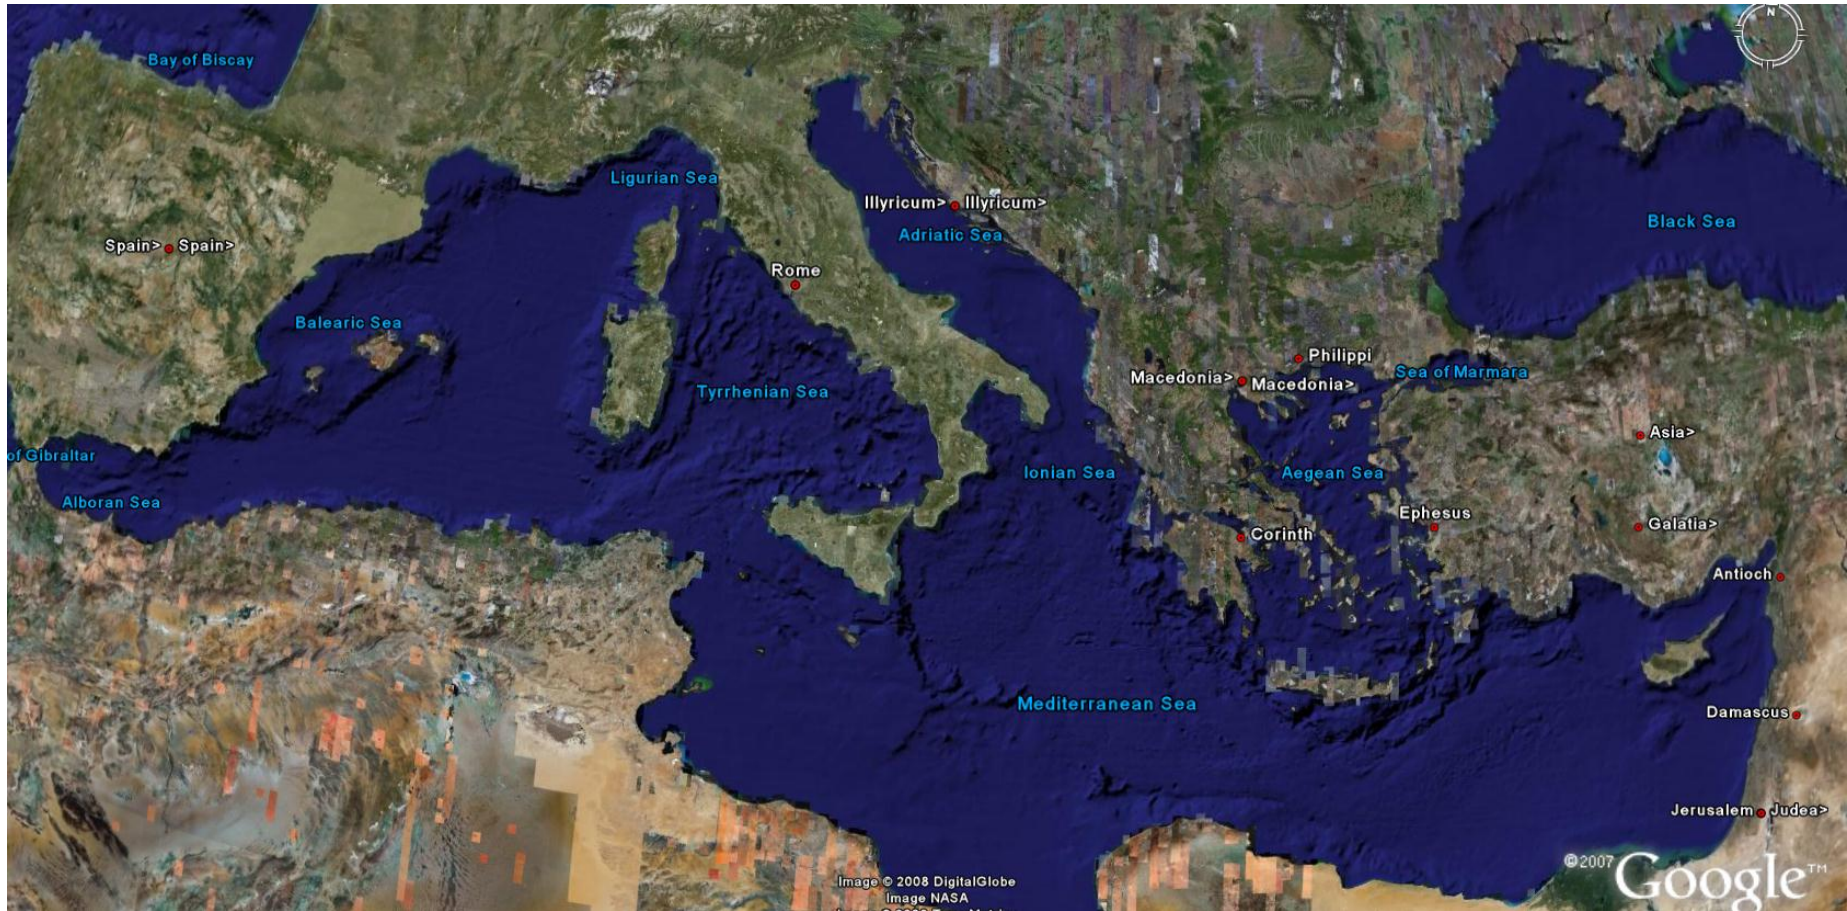 N
Bay of Biscay
Ligurian Sea
Illyricum> Illyricum>
Black Sea
Adriatic Sea
Spain> Spain>
Rome
Balearic Sea
Philippi
Sea of Marmara
Macedonia> Macedonia>
Tyrrhenian Sea
Asia>
of Gibraltar
Ionian Sea
Aegean Sea
Alboran Sea
Ephesus
Galatia>
Corinth
Antioch
Mediterranean Sea
Damascus
Jerusalem Judea>
©2007 Google™
Image © 2008 DigitalGlobe
Image NASA